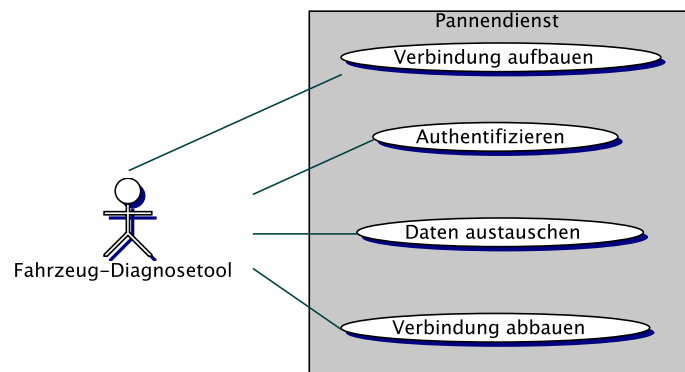 Pannendienst
Verbindung aufbauen
Authentifizieren
Daten austauschen
Fahrzeug-Diagnosetool
Verbindung abbauen